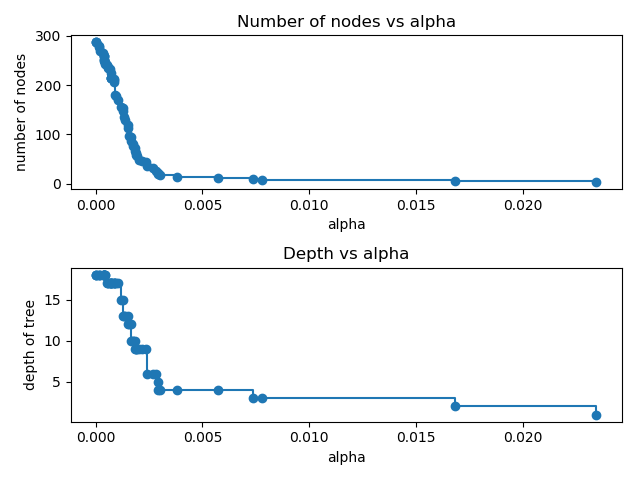 Number of nodes vs alpha
number of nodes
300
200
100
0
0.000 0.005 0.010 0.015 0.020
alpha
Depth vs alpha
depth of tree
15
10
5
0.000 0.005 0.010 0.015 0.020
alpha